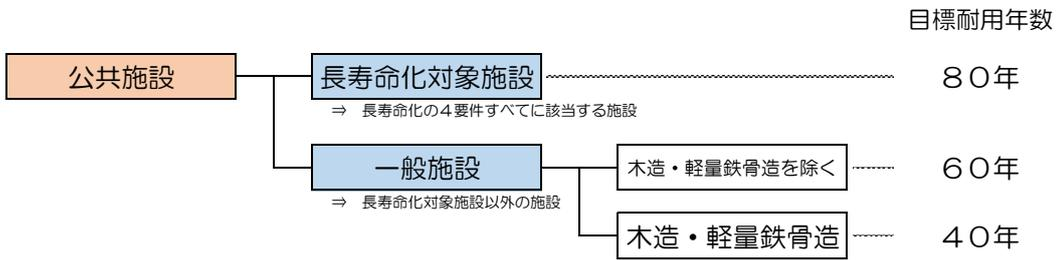 目標耐用年数
公共施設
長寿命化対象施設
８０年
⇒ 長寿命化の４要件すべてに該当する施設
一般施設
木造・軽量鉄骨造を除く
６０年
⇒ 長寿命化対象施設以外の施設
木造・軽量鉄骨造
４０年